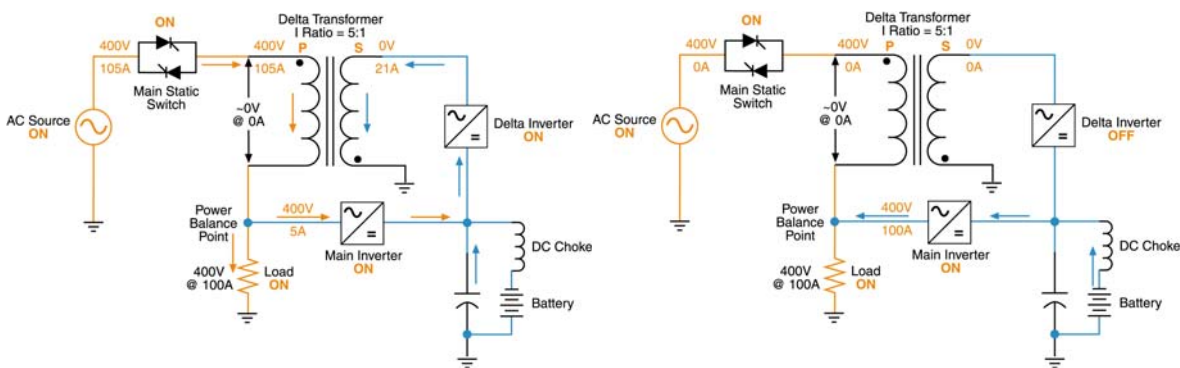 Delta Transformer
I Ratio = 5:1
ON
400V
105A
Main Static
Switch
400V
105A
P
S
0V
21A
~0V
@ 0A
AC Source
ON
Delta Inverter
ON
Power
Balance
Point
400V
5A
Main Inverter
ON
DC Choke
400V
@ 100A
Load
ON
Battery
Delta Transformer
I Ratio = 5:1
ON
400V
0A
Main Static
Switch
400V
0A
P
S
0V
0A
~0V
@ 0A
AC Source
ON
Delta Inverter
OFF
Power
Balance
Point
400V
100A
Main Inverter
ON
DC Choke
400V
@ 100A
Load
ON
Battery